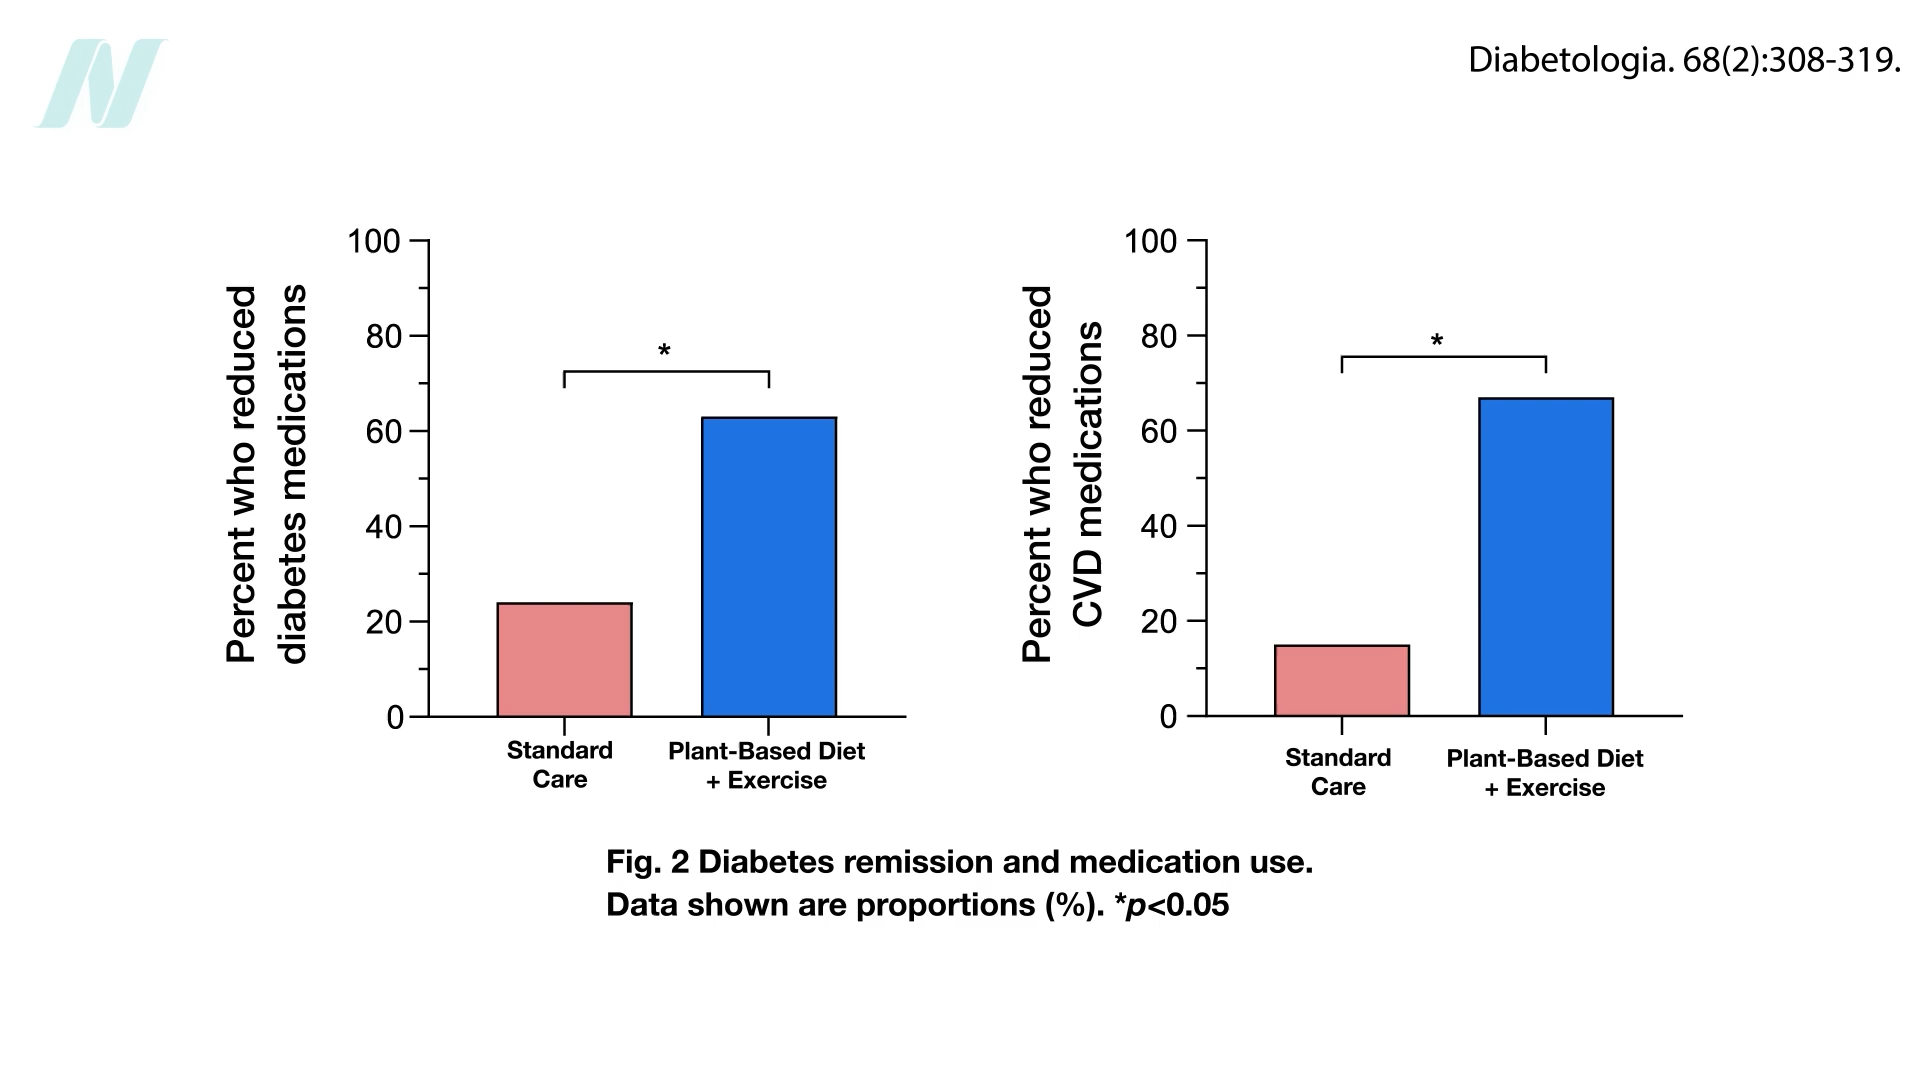 Diabetologia. 68(2):308-319.
Percent who reduced
diabetes medications
100
80
60
40
20
0
*
Standard
Care
Plant-Based Diet
+ Exercise
Percent who reduced
CVD medications
100
80
60
40
20
0
*
Standard
Care
Plant-Based Diet
+ Exercise
Fig. 2 Diabetes remission and medication use.
Data shown are proportions (%). *p<0.05